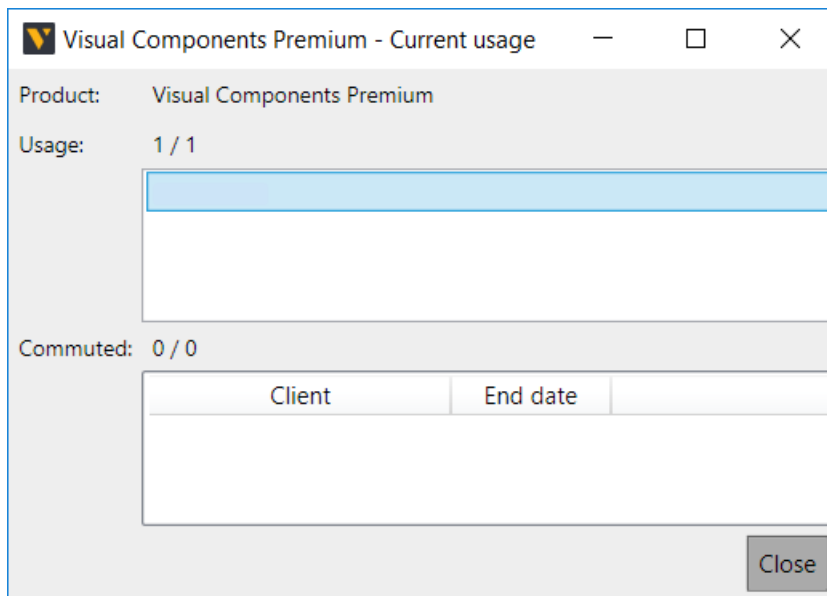 Visual Components Premium - Current usage
Product: Visual Components Premium
Usage: 1 / 1
Commuted: 0 / 0
Client End date
Close